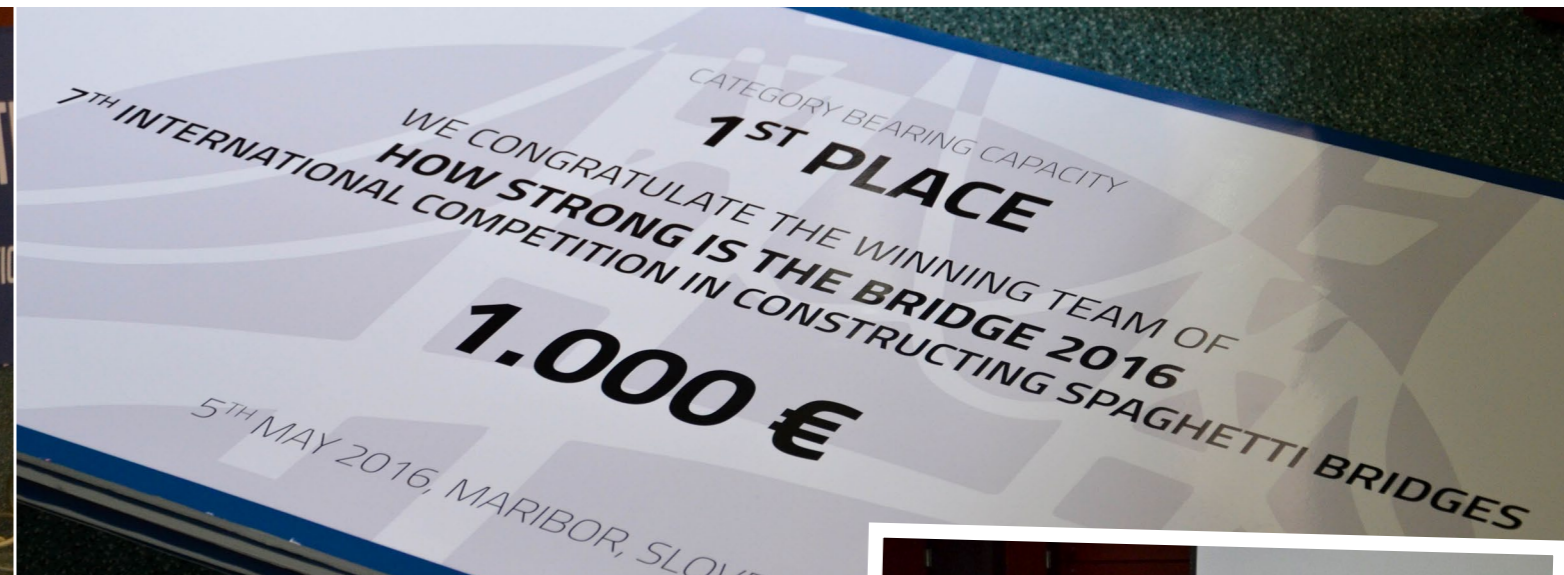 CATEGORY BEARING CAPACITY
1ST PLACE
WE CONGRATULATE THE WINNING TEAM OF
HOW STRONG IS THE BRIDGE 2016
7TH INTERNATIONAL COMPETITION IN CONSTRUCTING SPAGHETTI BRIDGES
1.000 €
5TH MAY 2016, MARIBOR,